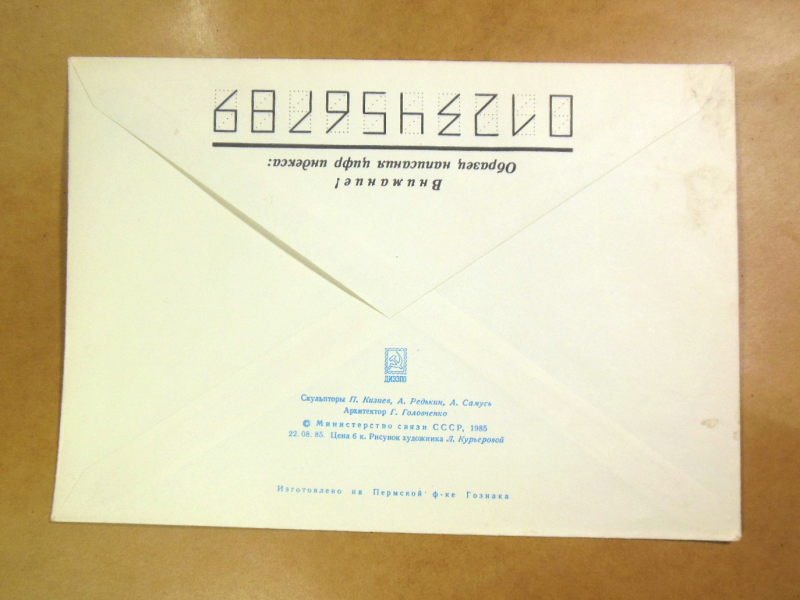 Внимание!
Образец написания цифр индекса:
0123456789
ДИЭЗПО
Скульпторы П. Кизиев, А. Редькин, А. Самусь
Архитектор Г. Головченко
© Министерство связи СССР, 1985
22.08.85. Цена 6 к. Рисунок художника Л. Курьеровой
Изготовлено на Пермской ф-ке Гознака